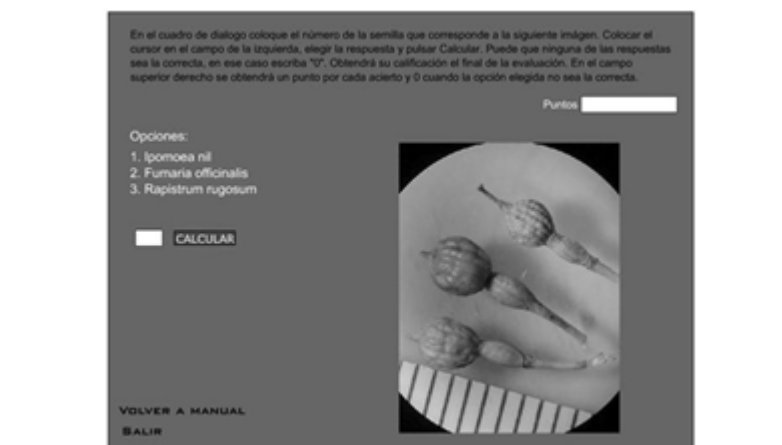 En el cuadro de dialogo coloque el número de la semilla que corresponde a la siguiente imágen. Colocar el
cursor en el campo de la izquierda, elegir la respuesta y pulsar Calcular. Puede que ninguna de las respuestas
sea la correcta, en ese caso escriba "0". Obtendrá su calificación el final de la evaluación. En el campo
superior derecho se obtendrá un punto por cada acierto y 0 cuando la opción elegida no sea la correcta.
Puntos
Opciones:
1. Ipomoea nil
2. Fumaria officinalis
3. Rapistrum rugosum
CALCULAR
VOLVER A MANUAL
SALIR